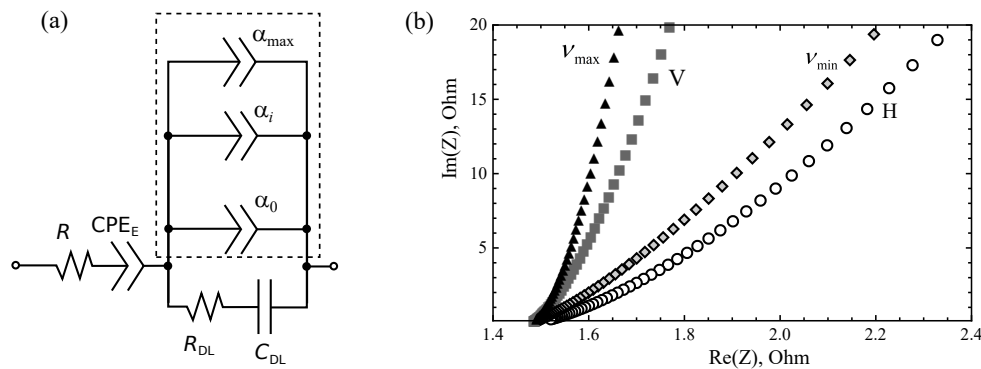 (a)
α_max
α_i
α_0
R
CPE_E
R_DL
C_DL
(b)
Im(Z), Ohm
20
15
10
5
ν_max
V
ν_min
H
1.4 1.6 1.8 2.0 2.2 2.4
Re(Z), Ohm